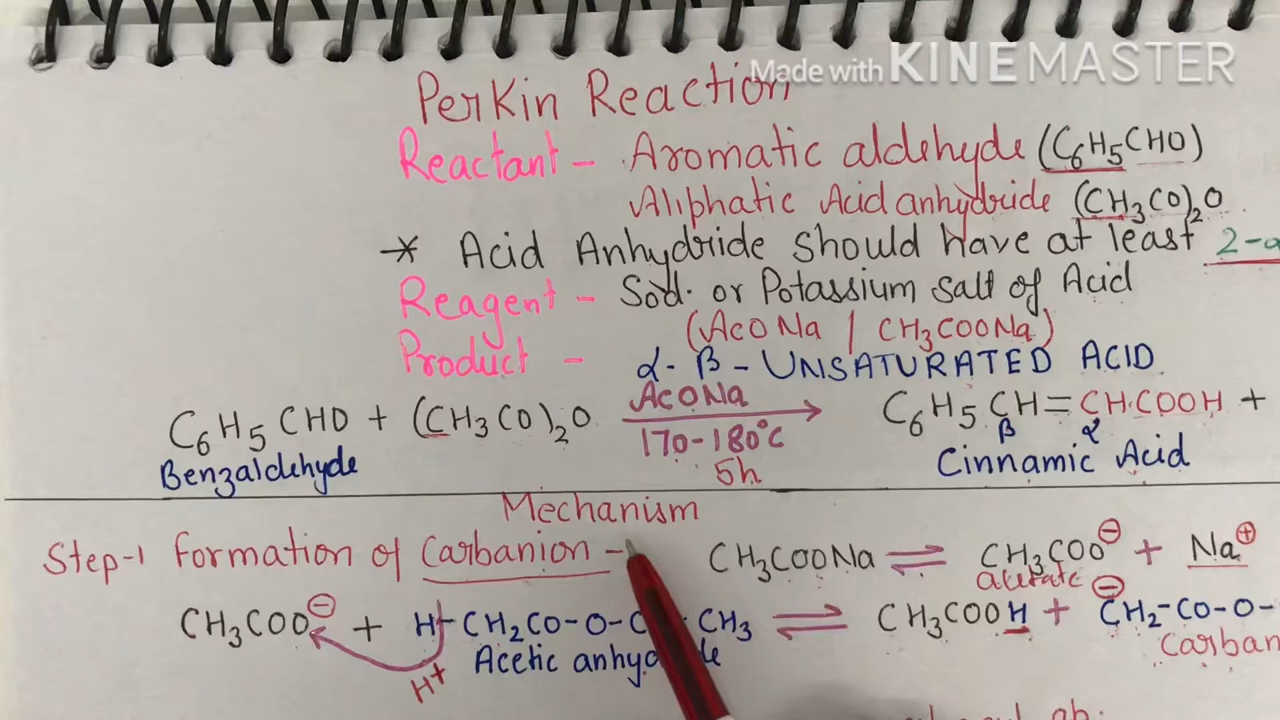 Made with KINEMASTER
Perkin Reaction
Reactant - Aromatic aldehyde (C₆H₅CHO)
Aliphatic Acid anhydride (CH₃CO)₂O
* Acid Anhydride should have at least 2-
Reagent - Sod. or Potassium salt of Acid
(AcONa / CH₃COONa)
Product - α-β-UNSATURATED ACID
C₆H₅CHO + (CH₃CO)₂O AcONa → C₆H₅CH=CH.COOH +
170-180°C β α
Benzaldehyde 5h Cinnamic Acid
Mechanism
Step-1 formation of Carbanion - CH₃COONa ⇌ CH₃COO⊖ + Na⊕
acetate
CH₃COO⊖ + H-CH₂CO-O-C CH₃ ⇌ CH₃COOH + ⊖CH₂-CO-O-
H⁺ Acetic Carban